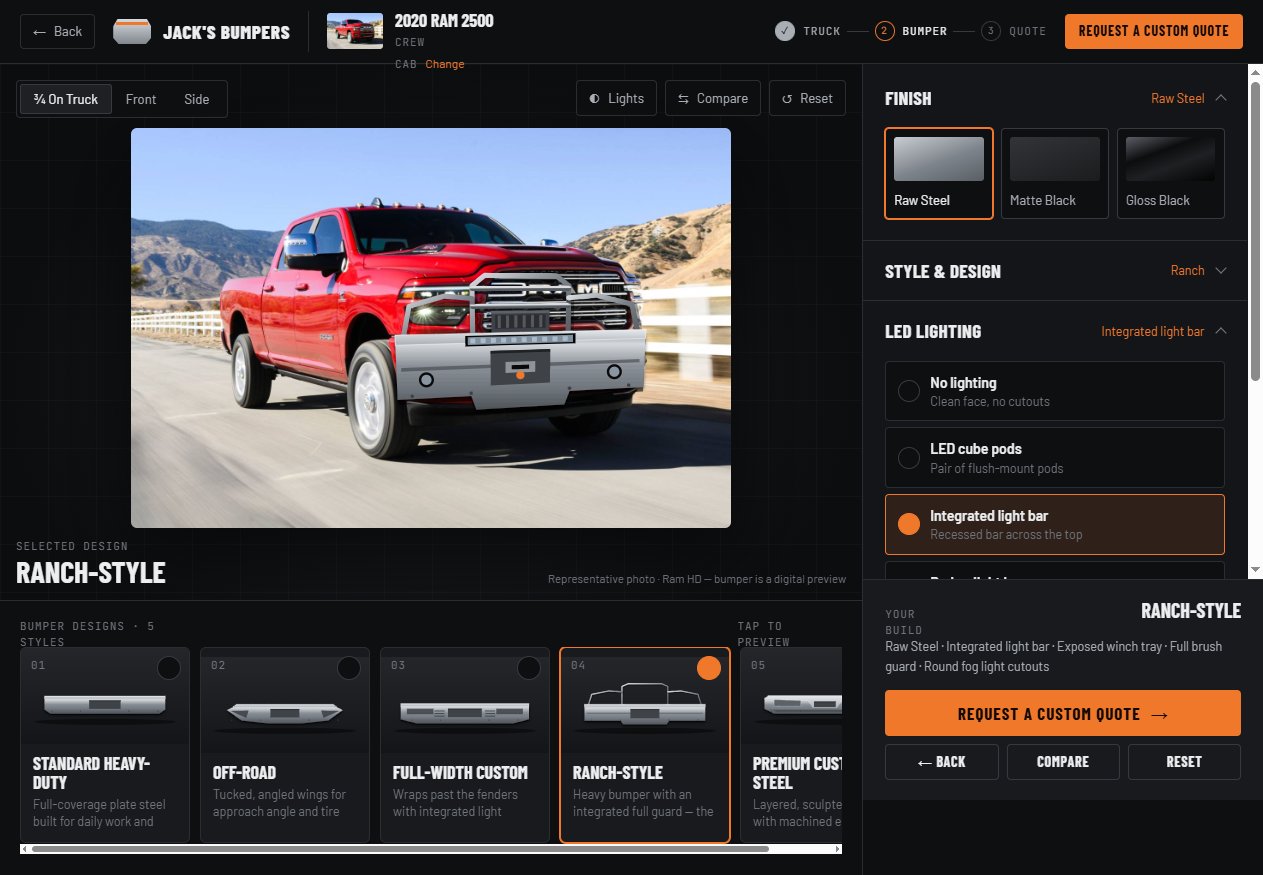 ← Back
JACK'S BUMPERS
2020 RAM 2500
CREW
CAB Change
✓ TRUCK
2 BUMPER
3 QUOTE
REQUEST A CUSTOM QUOTE
¾ On Truck
Front
Side
Lights
Compare
Reset
RAM
SELECTED DESIGN
RANCH-STYLE
Representative photo · Ram HD — bumper is a digital preview
BUMPER DESIGNS · 5
STYLES
TAP TO
PREVIEW
01
STANDARD HEAVY-
DUTY
Full-coverage plate steel
built for daily work and
02
OFF-ROAD
Tucked, angled wings for
approach angle and tire
03
FULL-WIDTH CUSTOM
Wraps past the fenders
with integrated light
04
RANCH-STYLE
Heavy bumper with an
integrated full guard — the
05
PREMIUM CUST
STEEL
Layered, sculpte
with machined e
FINISH
Raw Steel
Raw Steel
Matte Black
Gloss Black
STYLE & DESIGN
Ranch
LED LIGHTING
Integrated light bar
No lighting
Clean face, no cutouts
LED cube pods
Pair of flush-mount pods
Integrated light bar
Recessed bar across the top
YOUR
BUILD
RANCH-STYLE
Raw Steel · Integrated light bar · Exposed winch tray · Full brush
guard · Round fog light cutouts
REQUEST A CUSTOM QUOTE →
← BACK
COMPARE
RESET